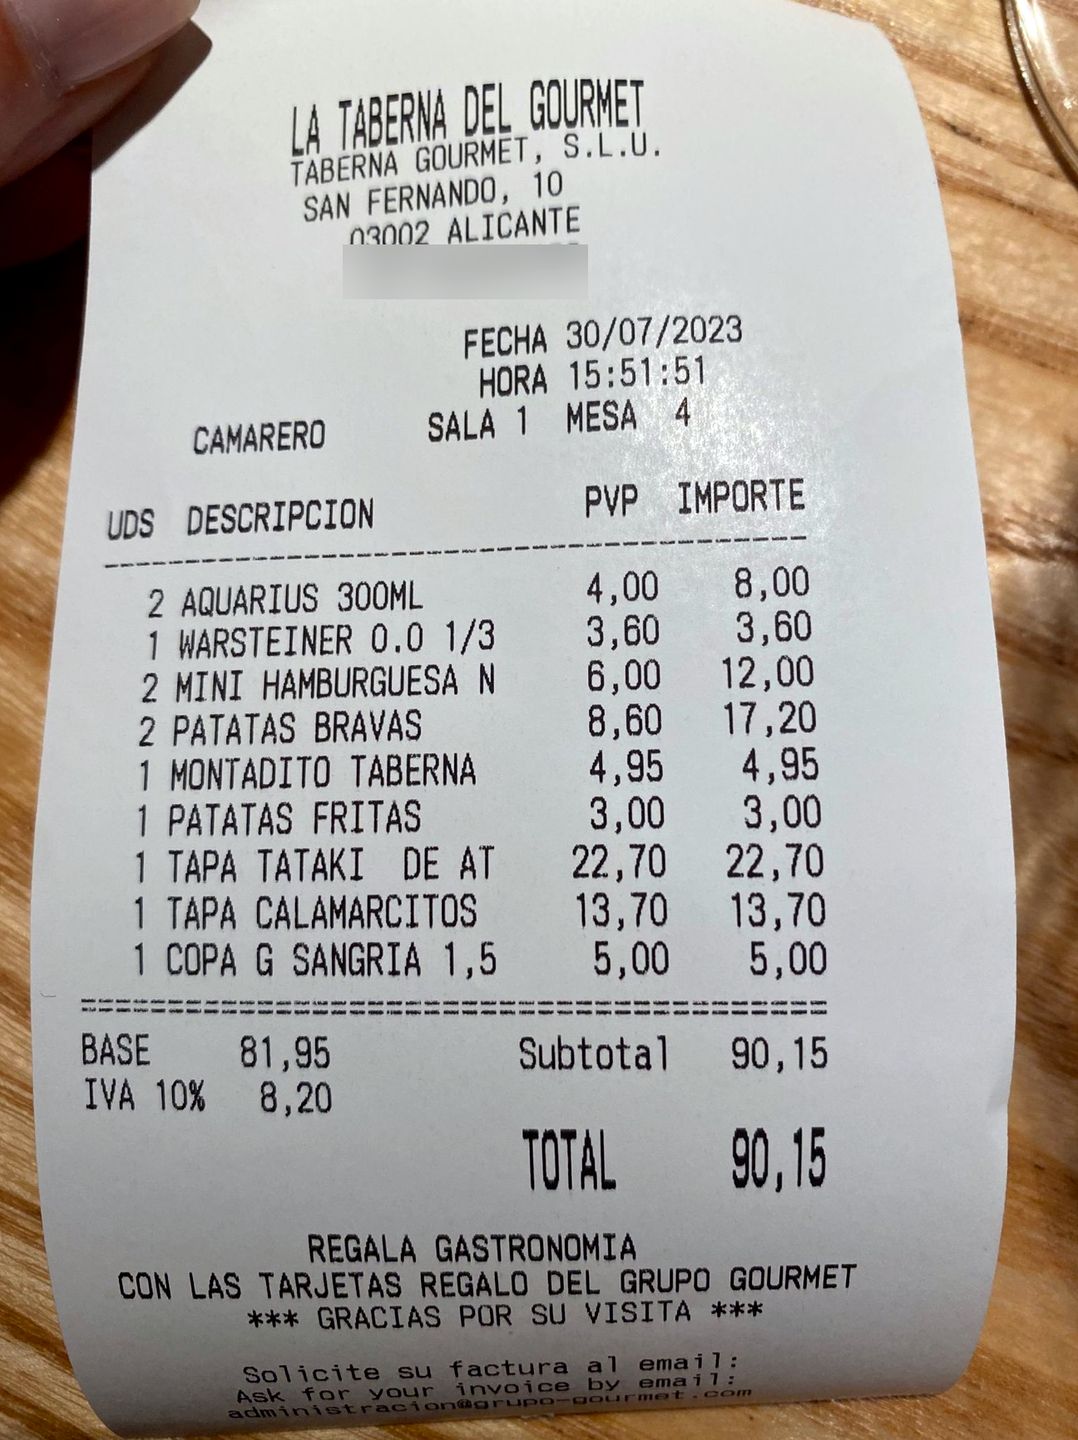 LA TABERNA DEL GOURMET
TABERNA GOURMET, S.L.U.
SAN FERNANDO, 10
03002 ALICANTE
FECHA 30/07/2023
HORA 15:51:51
CAMARERO SALA 1 MESA 4
UDS DESCRIPCION PVP IMPORTE
2 AQUARIUS 300ML 4,00 8,00
1 WARSTEINER 0.0 1/3 3,60 3,60
2 MINI HAMBURGUESA N 6,00 12,00
2 PATATAS BRAVAS 8,60 17,20
1 MONTADITO TABERNA 4,95 4,95
1 PATATAS FRITAS 3,00 3,00
1 TAPA TATAKI DE AT 22,70 22,70
1 TAPA CALAMARCITOS 13,70 13,70
1 COPA G SANGRIA 1,5 5,00 5,00
BASE 81,95 Subtotal 90,15
IVA 10% 8,20
TOTAL 90,15
REGALA GASTRONOMIA
CON LAS TARJETAS REGALO DEL GRUPO GOURMET
*** GRACIAS POR SU VISITA ***
Solicite su factura al email:
Ask for your invoice by email:
administracion@grupo-gourmet.com